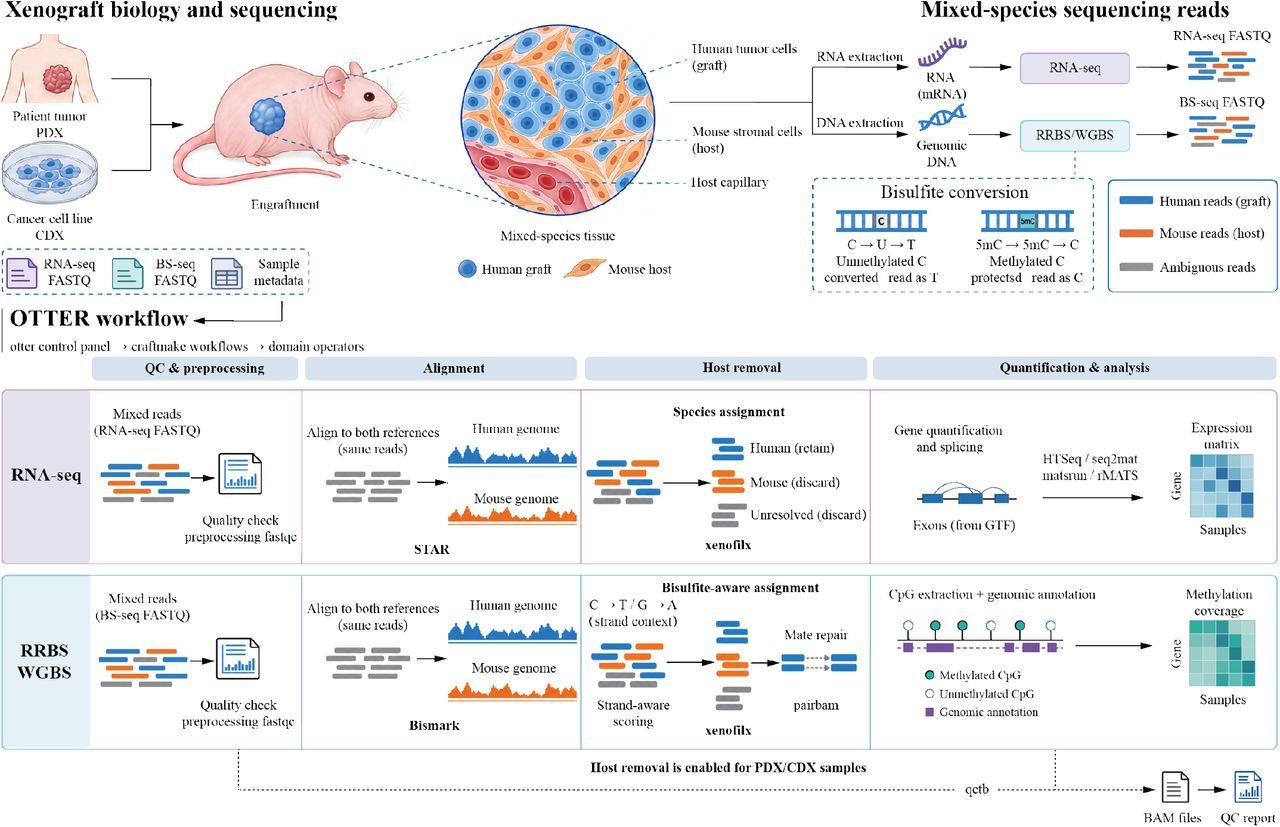 Xenograft biology and sequencing
Mixed-species sequencing reads
Patient tumor
PDX
Cancer cell line
CDX
Engraftment
Mixed-species tissue
Human graft
Mouse host
Human tumor cells
(graft)
Mouse stromal cells
(host)
Host capillary
RNA extraction
DNA extraction
RNA
(mRNA)
Genomic
DNA
RNA-seq
RRBS/WGBS
RNA-seq FASTQ
BS-seq FASTQ
Bisulfite conversion
C
5mC
C → U → T
Unmethylated C
converted read as T
5mC → 5mC → C
Methylated C
protectsd read as C
Human reads (graft)
Mouse reads (host)
Ambiguous reads
RNA-seq
FASTQ
BS-seq
FASTQ
Sample
metadata
OTTER workflow
otter control panel → craftmake workflows → domain operators
QC & preprocessing
Alignment
Host removal
Quantification & analysis
RNA-seq
Mixed reads
(RNA-seq FASTQ)
Quality check
preprocessing fastqc
Align to both references
(same reads)
Human genome
Mouse genome
STAR
Species assignment
Human (retain)
Mouse (discard)
Unresolved (discard)
xenofilx
Gene quantification
and splicing
Exons (from GTF)
HTSeq / seq2mat
matsrun / rMATS
Expression
matrix
Gene
Samples
RRBS
WGBS
Mixed reads
(BS-seq FASTQ)
Quality check
preprocessing fastqc
Align to both references
(same reads)
Human genome
Mouse genome
Bismark
Bisulfite-aware assignment
C → T / G → A
(strand context)
Strand-aware
scoring
xenofilx
Mate repair
pairbam
CpG extraction + genomic annotation
Methylated CpG
Unmethylated CpG
Genomic annotation
Methylation
coverage
Gene
Samples
Host removal is enabled for PDX/CDX samples
qctb
BAM files
QC report